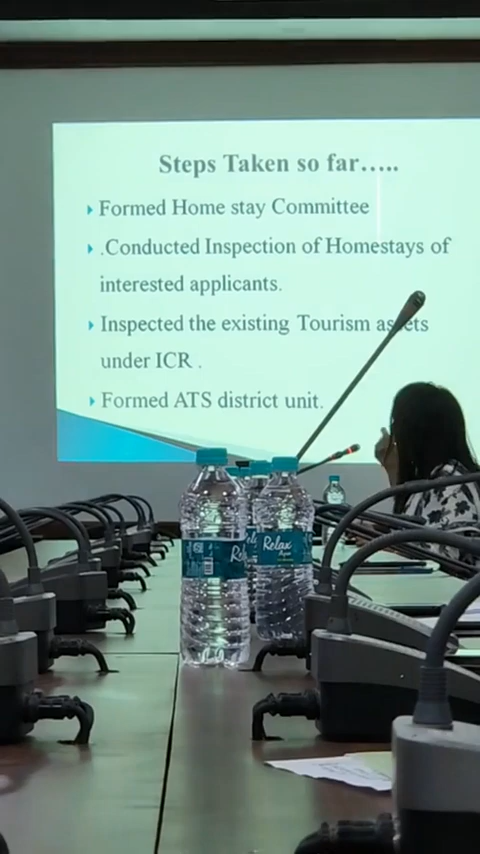 Steps Taken so far…..
Formed Home stay Committee
.Conducted Inspection of Homestays of
interested applicants.
Inspected the existing Tourism assets
under ICR .
Formed ATS district unit.
Relax